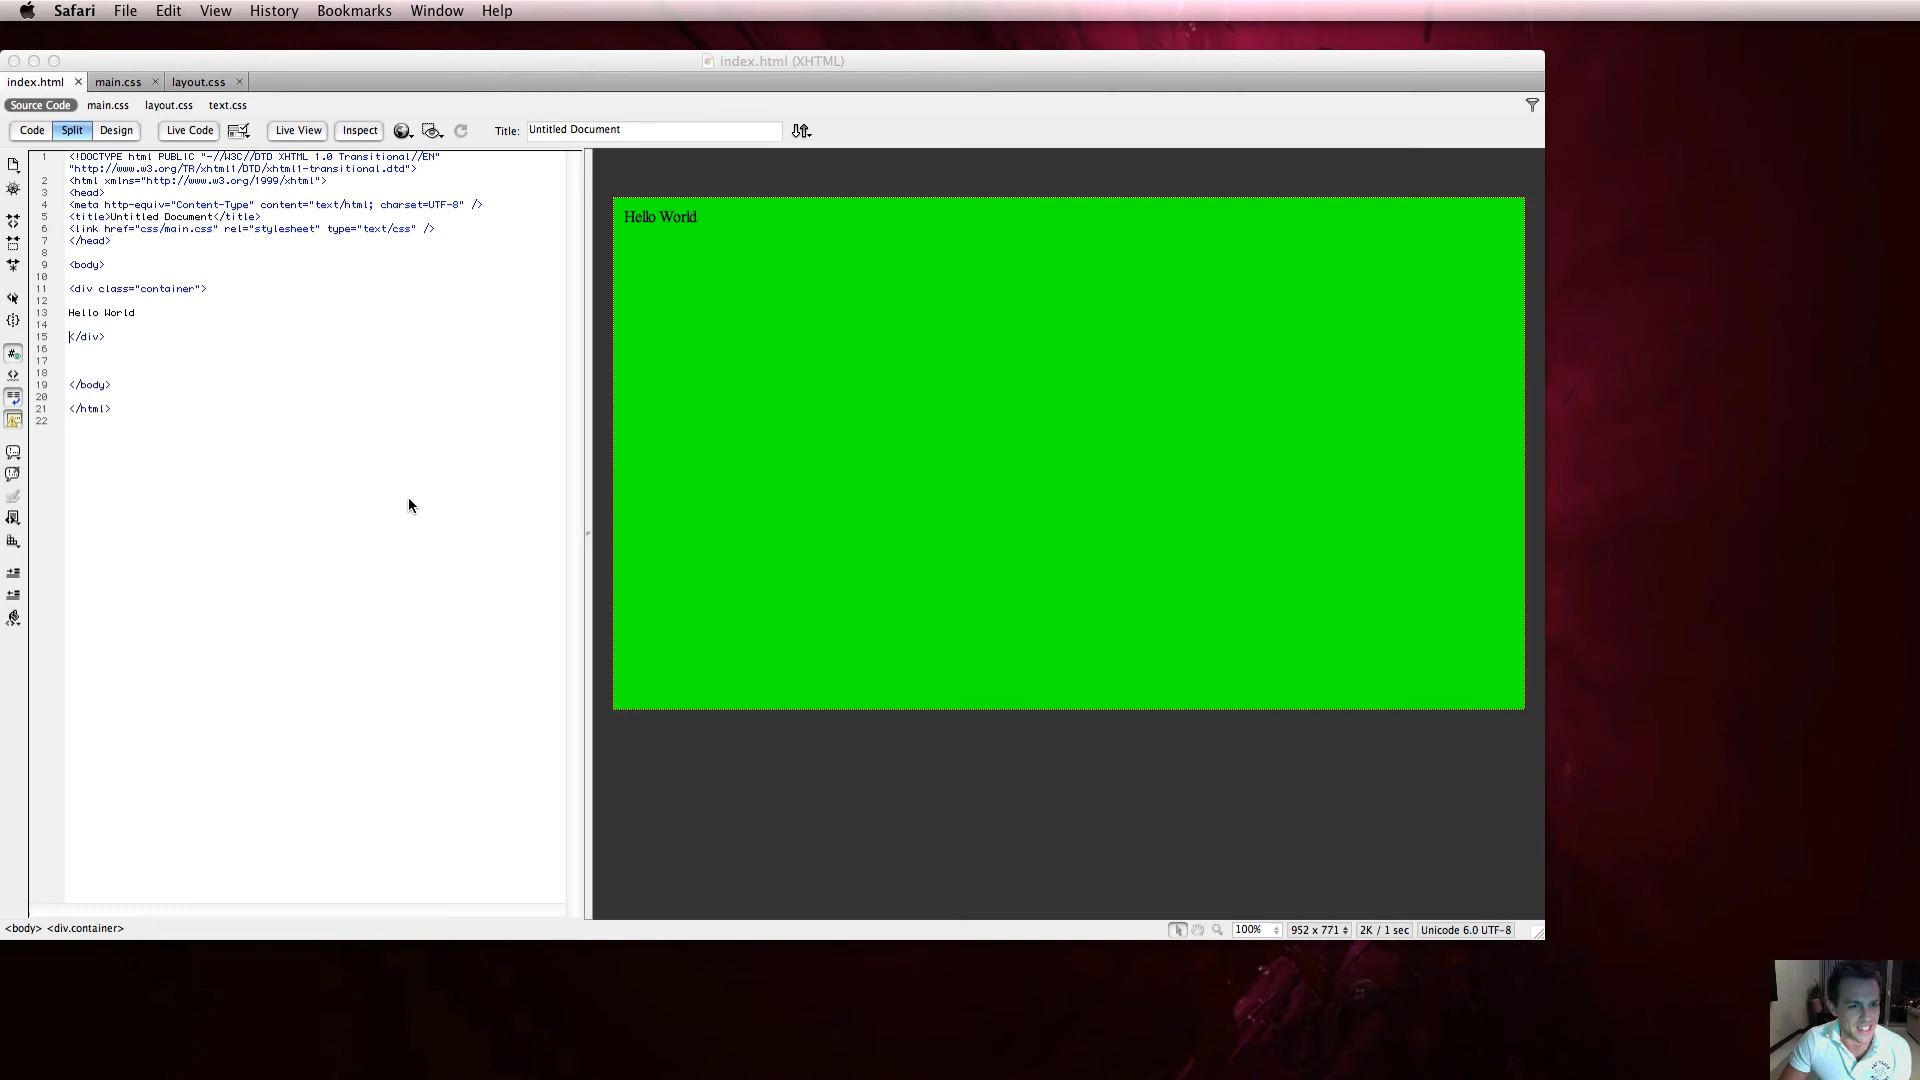 Safari File Edit View History Bookmarks Window Help
index.html (XHTML)
index.html main.css layout.css
Source Code main.css layout.css text.css
Code Split Design Live Code Live View Inspect Title: Untitled Document
1 <!DOCTYPE html PUBLIC "-//W3C//DTD XHTML 1.0 Transitional//EN"
"http://www.w3.org/TR/xhtml1/DTD/xhtml1-transitional.dtd">
2 <html xmlns="http://www.w3.org/1999/xhtml">
3 <head>
4 <meta http-equiv="Content-Type" content="text/html; charset=UTF-8" />
5 <title>Untitled Document</title>
6 <link href="css/main.css" rel="stylesheet" type="text/css" />
7 </head>
8
9 <body>
10
11 <div class="container">
12
13 Hello World
14
15 </div>
16
17
18
19 </body>
20
21 </html>
22
Hello World
<body> <div.container>
100% 952 x 771 2K / 1 sec Unicode 6.0 UTF-8